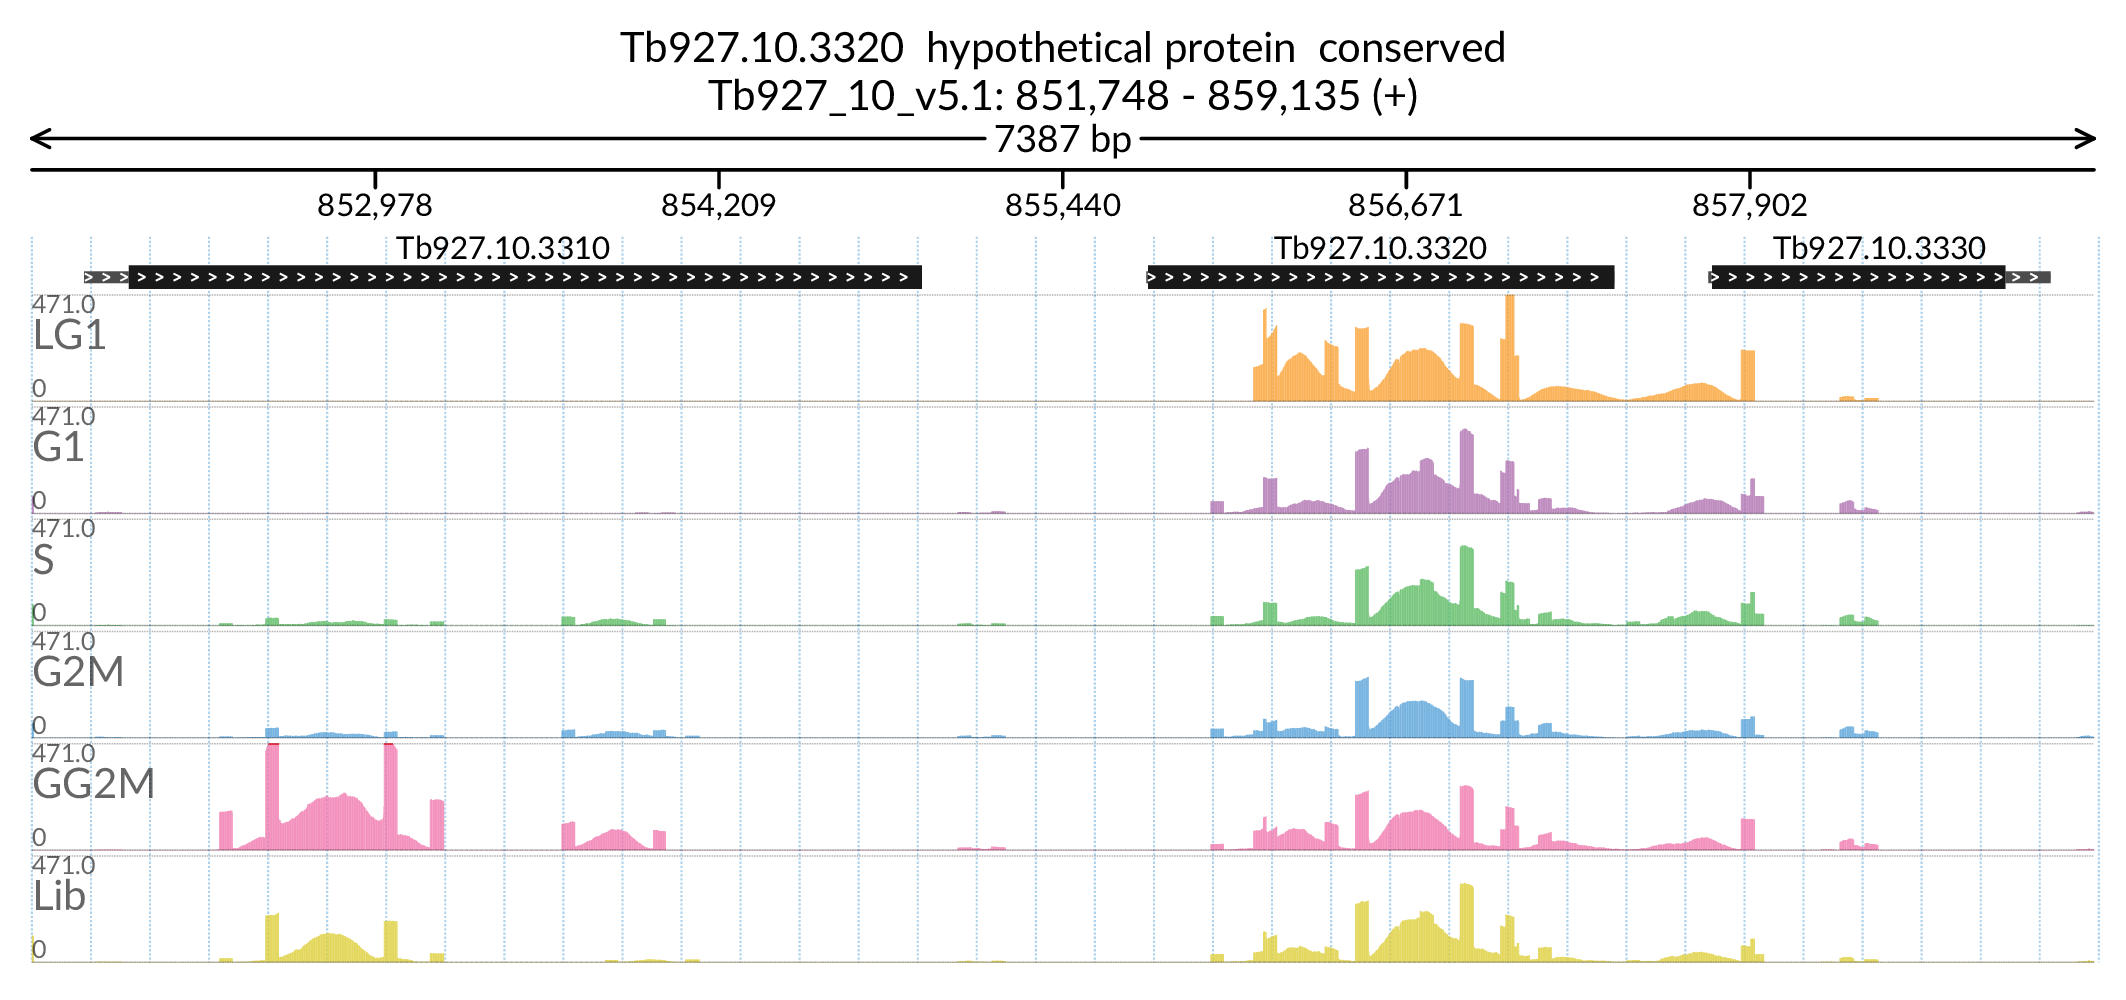 Tb927.10.3320 hypothetical protein conserved
Tb927_10_v5.1: 851,748 - 859,135 (+)
7387 bp
852,978 854,209 855,440 856,671 857,902
Tb927.10.3310 Tb927.10.3320 Tb927.10.3330
471.0
LG1
0
471.0
G1
0
471.0
S
0
471.0
G2M
0
471.0
GG2M
0
471.0
Lib
0